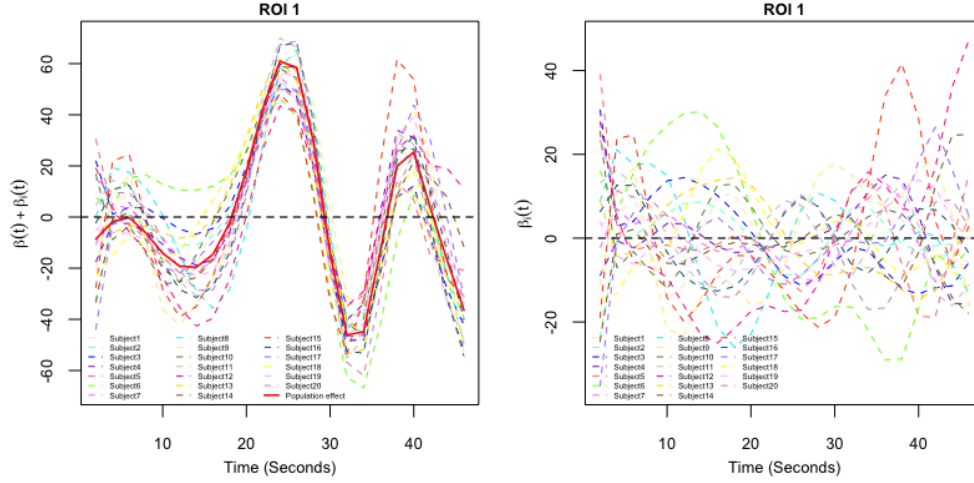 ROI 1
β(t) + βi(t)
60
40
20
0
-20
-40
-60
Subject1
Subject2
Subject3
Subject4
Subject5
Subject6
Subject7
Subject8
Subject9
Subject10
Subject11
Subject12
Subject13
Subject14
Subject15
Subject16
Subject17
Subject18
Subject19
Subject20
Population effect
10
20
30
40
Time (Seconds)
ROI 1
βi(t)
40
20
0
-20
Subject1
Subject2
Subject3
Subject4
Subject5
Subject6
Subject7
Subject8
Subject9
Subject10
Subject11
Subject12
Subject13
Subject14
Subject15
Subject16
Subject17
Subject18
Subject19
Subject20
10
20
30
40
Time (Seconds)